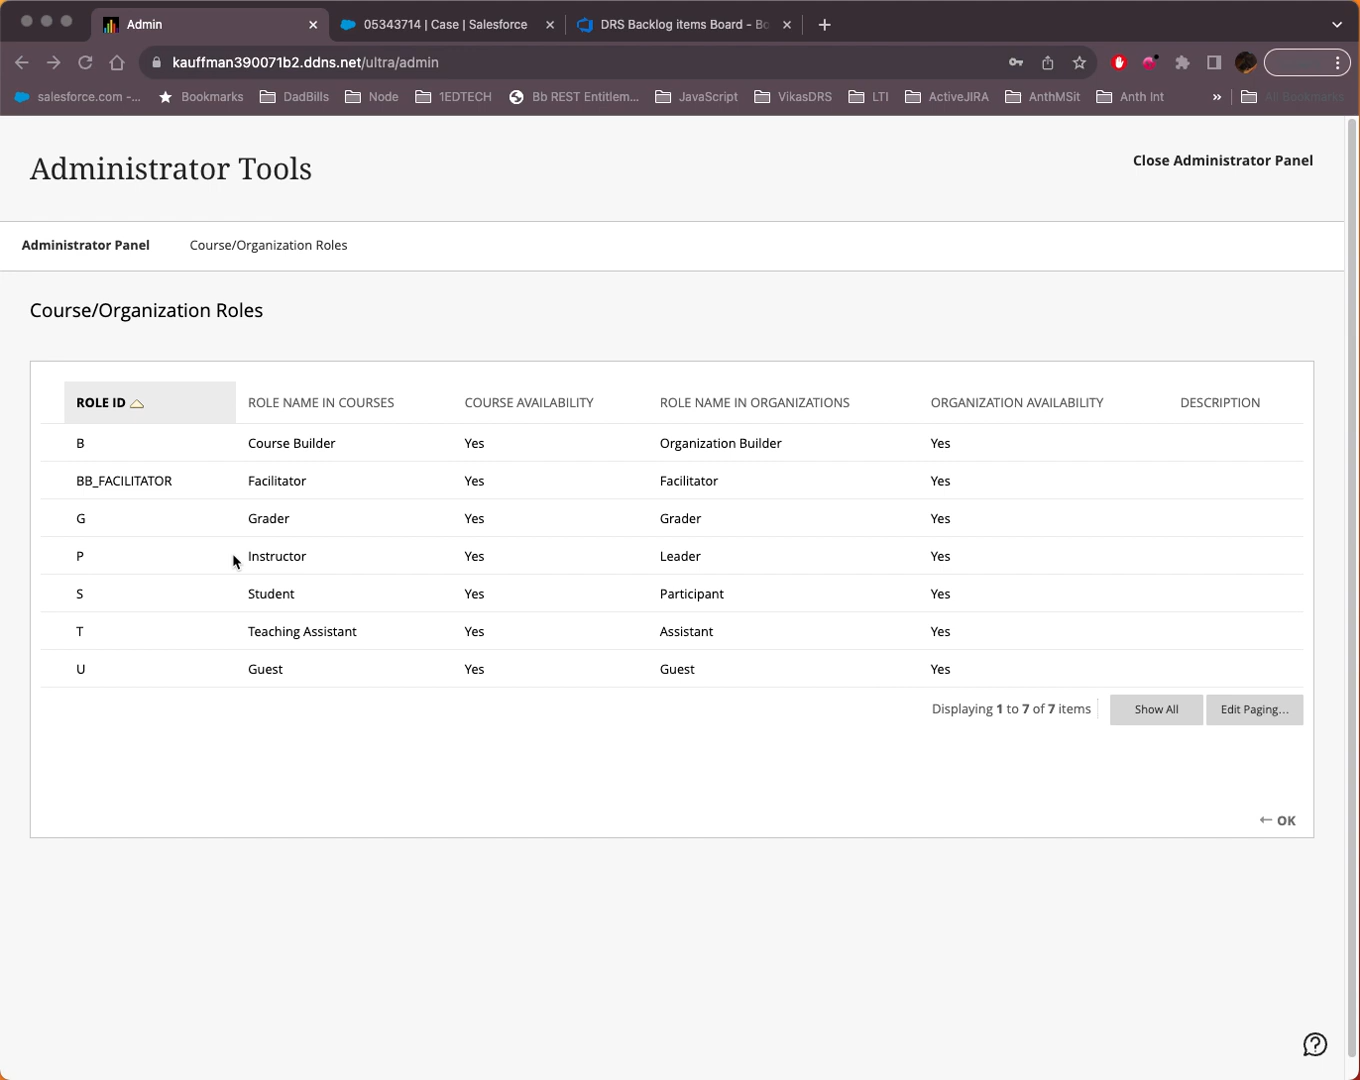 Admin
05343714 | Case | Salesforce
DRS Backlog items Board - Bo
kauffman390071b2.ddns.net/ultra/admin
salesforce.com -... Bookmarks DadBills Node 1EDTECH Bb REST Entitlem... JavaScript VikasDRS LTI ActiveJIRA AnthMSit Anth Int » All Bookmarks
Administrator Tools
Close Administrator Panel
Administrator Panel Course/Organization Roles
Course/Organization Roles
ROLE ID ROLE NAME IN COURSES COURSE AVAILABILITY ROLE NAME IN ORGANIZATIONS ORGANIZATION AVAILABILITY DESCRIPTION
B Course Builder Yes Organization Builder Yes
BB_FACILITATOR Facilitator Yes Facilitator Yes
G Grader Yes Grader Yes
P Instructor Yes Leader Yes
S Student Yes Participant Yes
T Teaching Assistant Yes Assistant Yes
U Guest Yes Guest Yes
Displaying 1 to 7 of 7 items Show All Edit Paging...
← OK